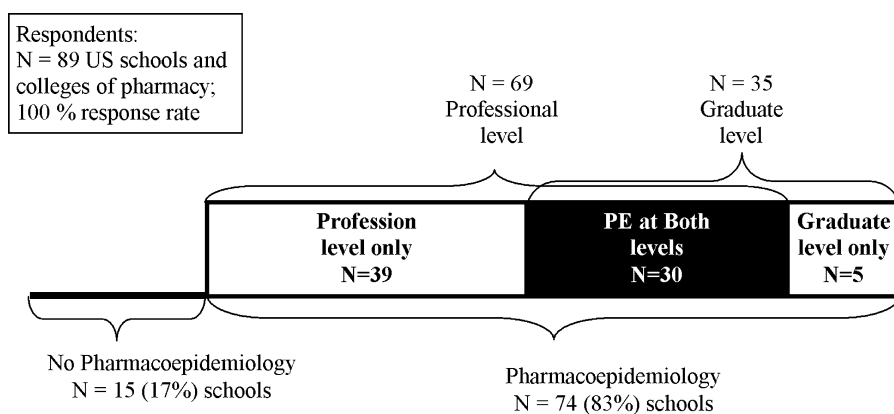 Respondents:
N = 89 US schools and
colleges of pharmacy;
100 % response rate
N = 69
Professional
level
N = 35
Graduate
level
Profession
level only
N=39
PE at Both
levels
N=30
Graduate
level only
N=5
No Pharmacoepidemiology
N = 15 (17%) schools
Pharmacoepidemiology
N = 74 (83%) schools